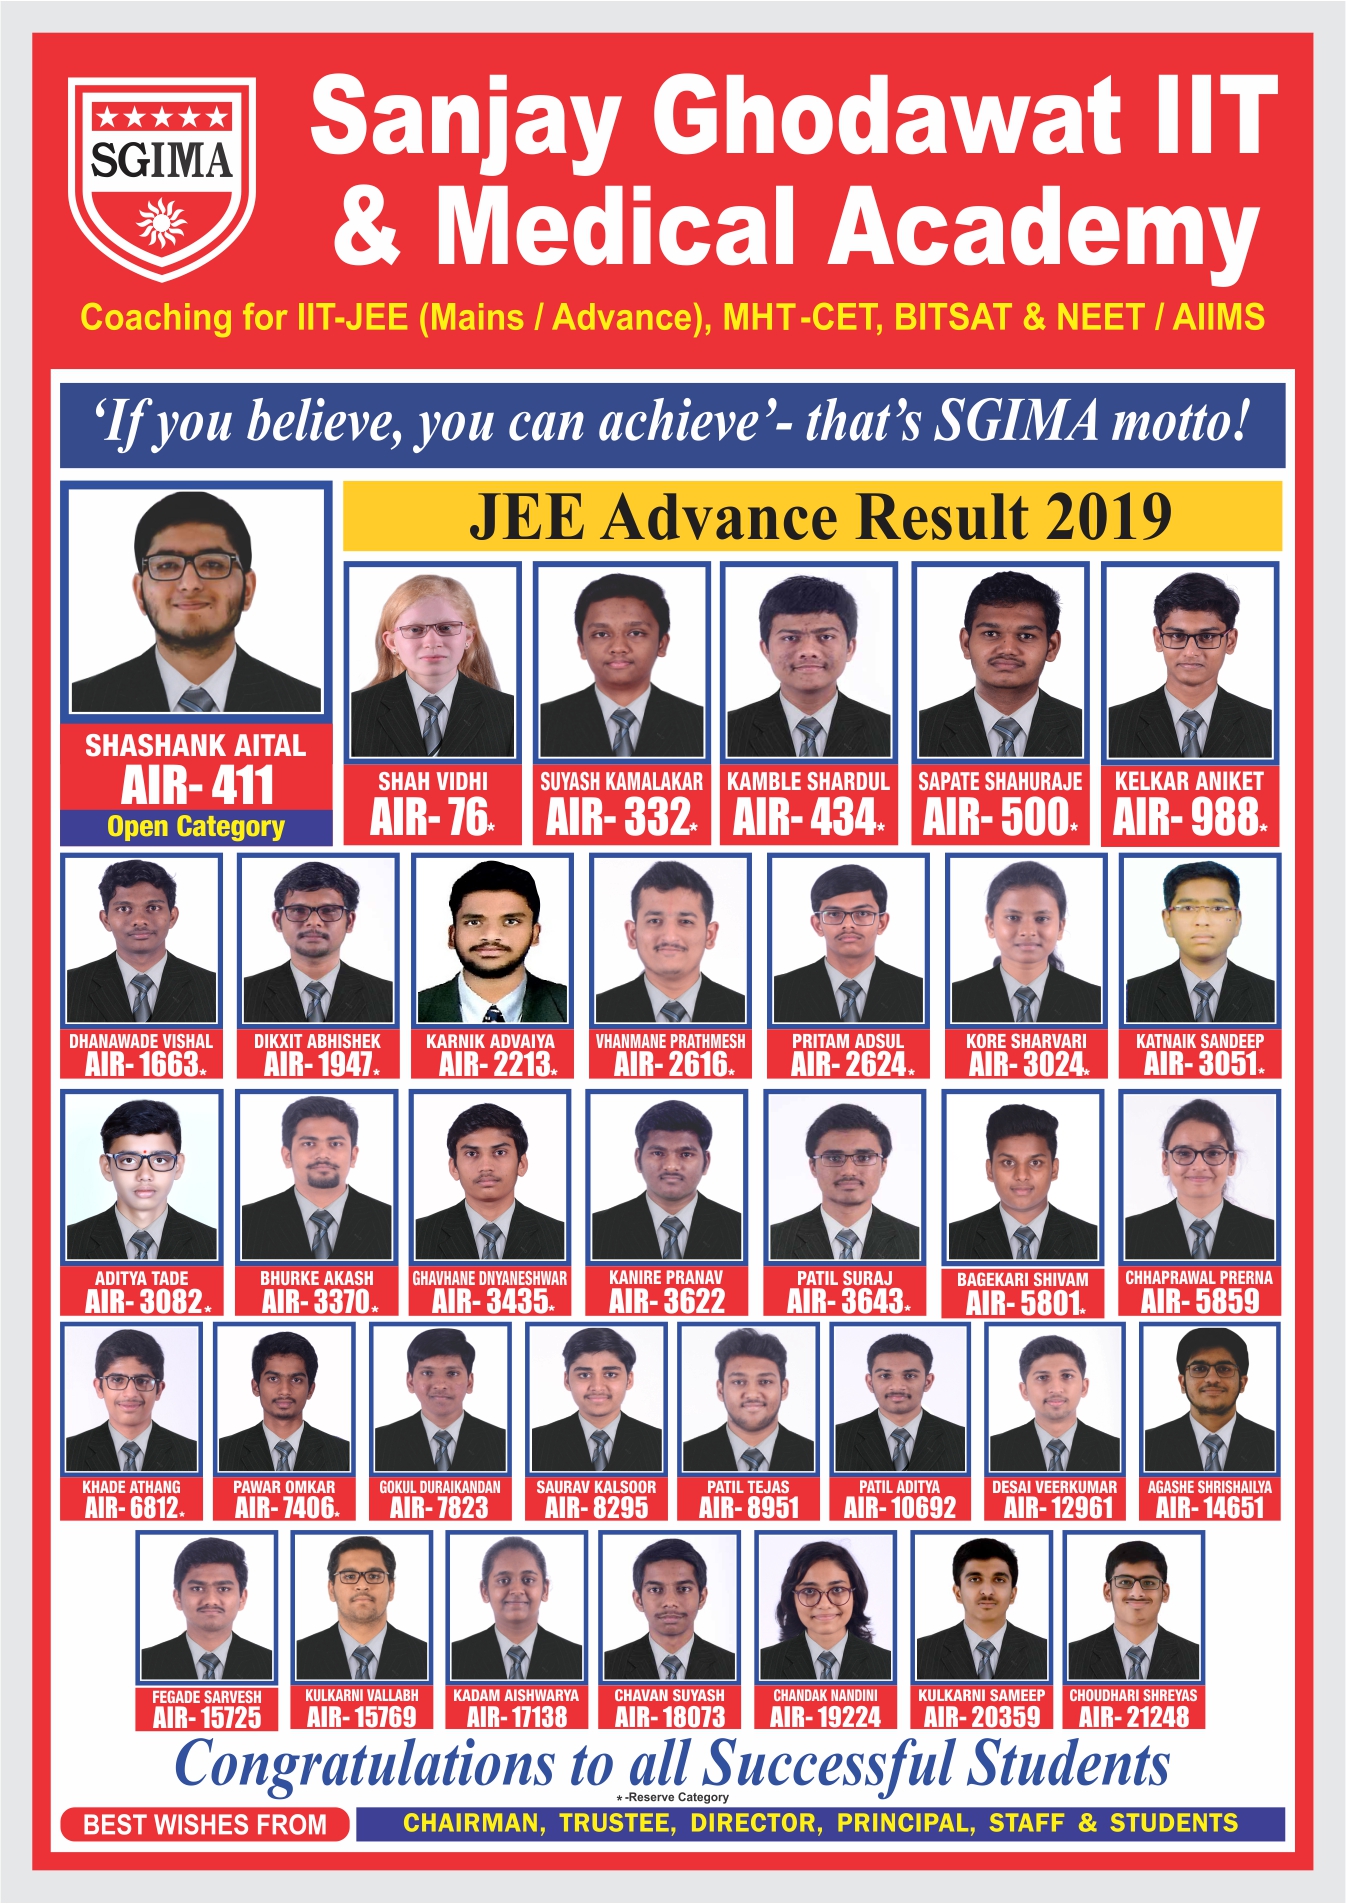 SGIMA
Sanjay Ghodawat IIT
& Medical Academy
Coaching for IIT-JEE (Mains / Advance), MHT-CET, BITSAT & NEET / AIIMS
‘If you believe, you can achieve’- that’s SGIMA motto!
JEE Advance Result 2019
SHASHANK AITAL
AIR- 411
Open Category
SHAH VIDHI
AIR- 76*
SUYASH KAMALAKAR
AIR- 332*
KAMBLE SHARDUL
AIR- 434*
SAPATE SHAHURAJE
AIR- 500*
KELKAR ANIKET
AIR- 988*
DHANAWADE VISHAL
AIR- 1663*
DIKXIT ABHISHEK
AIR- 1947*
KARNIK ADVAIYA
AIR- 2213*
VHANMANE PRATHMESH
AIR- 2616*
PRITAM ADSUL
AIR- 2624*
KORE SHARVARI
AIR- 3024*
KATNAIK SANDEEP
AIR- 3051*
ADITYA TADE
AIR- 3082*
BHURKE AKASH
AIR- 3370*
GHAVHANE DNYANESHWAR
AIR- 3435*
KANIRE PRANAV
AIR- 3622
PATIL SURAJ
AIR- 3643*
BAGEKARI SHIVAM
AIR- 5801*
CHHAPRAWAL PRERNA
AIR- 5859
KHADE ATHANG
AIR- 6812*
PAWAR OMKAR
AIR- 7406*
GOKUL DURAIKANDAN
AIR- 7823
SAURAV KALSOOR
AIR- 8295
PATIL TEJAS
AIR- 8951
PATIL ADITYA
AIR- 10692
DESAI VEERKUMAR
AIR- 12961
AGASHE SHRISHAILYA
AIR- 14651
FEGADE SARVESH
AIR- 15725
KULKARNI VALLABH
AIR- 15769
KADAM AISHWARYA
AIR- 17138
CHAVAN SUYASH
AIR- 18073
CHANDAK NANDINI
AIR- 19224
KULKARNI SAMEEP
AIR- 20359
CHOUDHARI SHREYAS
AIR- 21248
Congratulations to all Successful Students
*-Reserve Category
BEST WISHES FROM
CHAIRMAN, TRUSTEE, DIRECTOR, PRINCIPAL, STAFF & STUDENTS